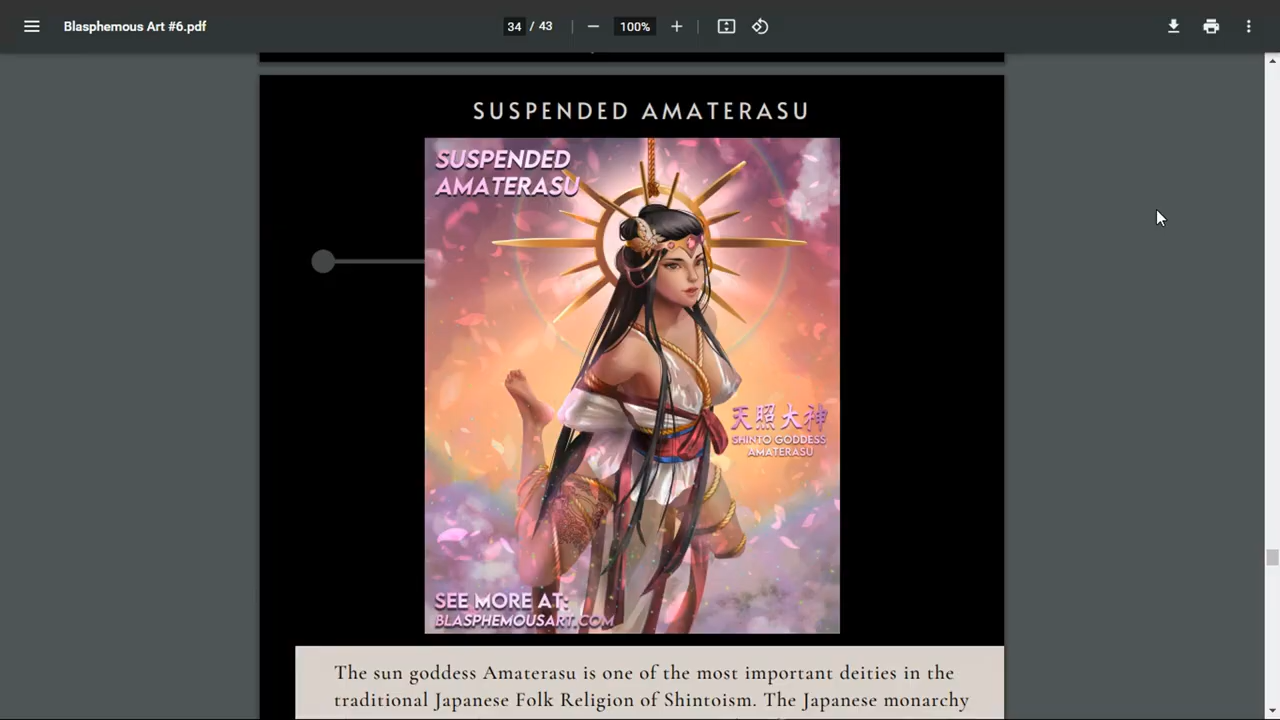 Blasphemous Art #6.pdf
34 / 43
100%
SUSPENDED AMATERASU
SUSPENDED
AMATERASU
天照大神
SHINTO GODDESS
AMATERASU
SEE MORE AT:
BLASPHEMOUSART.COM
The sun goddess Amaterasu is one of the most important deities in the
traditional Japanese Folk Religion of Shintoism. The Japanese monarchy